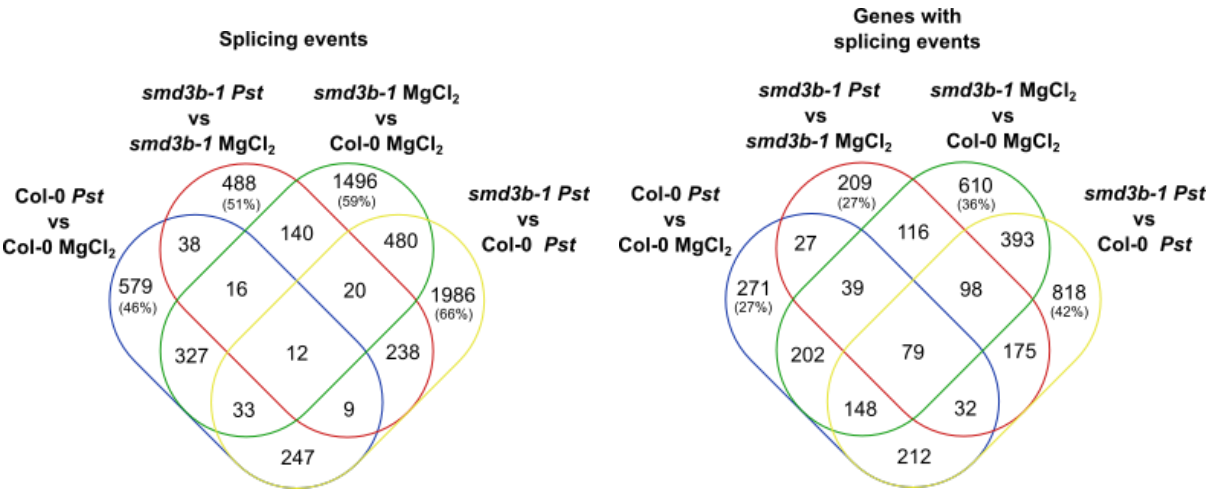 Splicing events
smd3b-1 Pst
vs
smd3b-1 MgCl₂
smd3b-1 MgCl₂
vs
Col-0 MgCl₂
Col-0 Pst
vs
Col-0 MgCl₂
smd3b-1 Pst
vs
Col-0 Pst
488
(51%)
1496
(59%)
38
140
480
579
(46%)
16
20
1986
(66%)
327
12
238
33
9
247
Genes with
splicing events
smd3b-1 Pst
vs
smd3b-1 MgCl₂
smd3b-1 MgCl₂
vs
Col-0 MgCl₂
Col-0 Pst
vs
Col-0 MgCl₂
smd3b-1 Pst
vs
Col-0 Pst
209
(27%)
610
(36%)
27
116
393
271
(27%)
39
98
818
(42%)
202
79
175
148
32
212